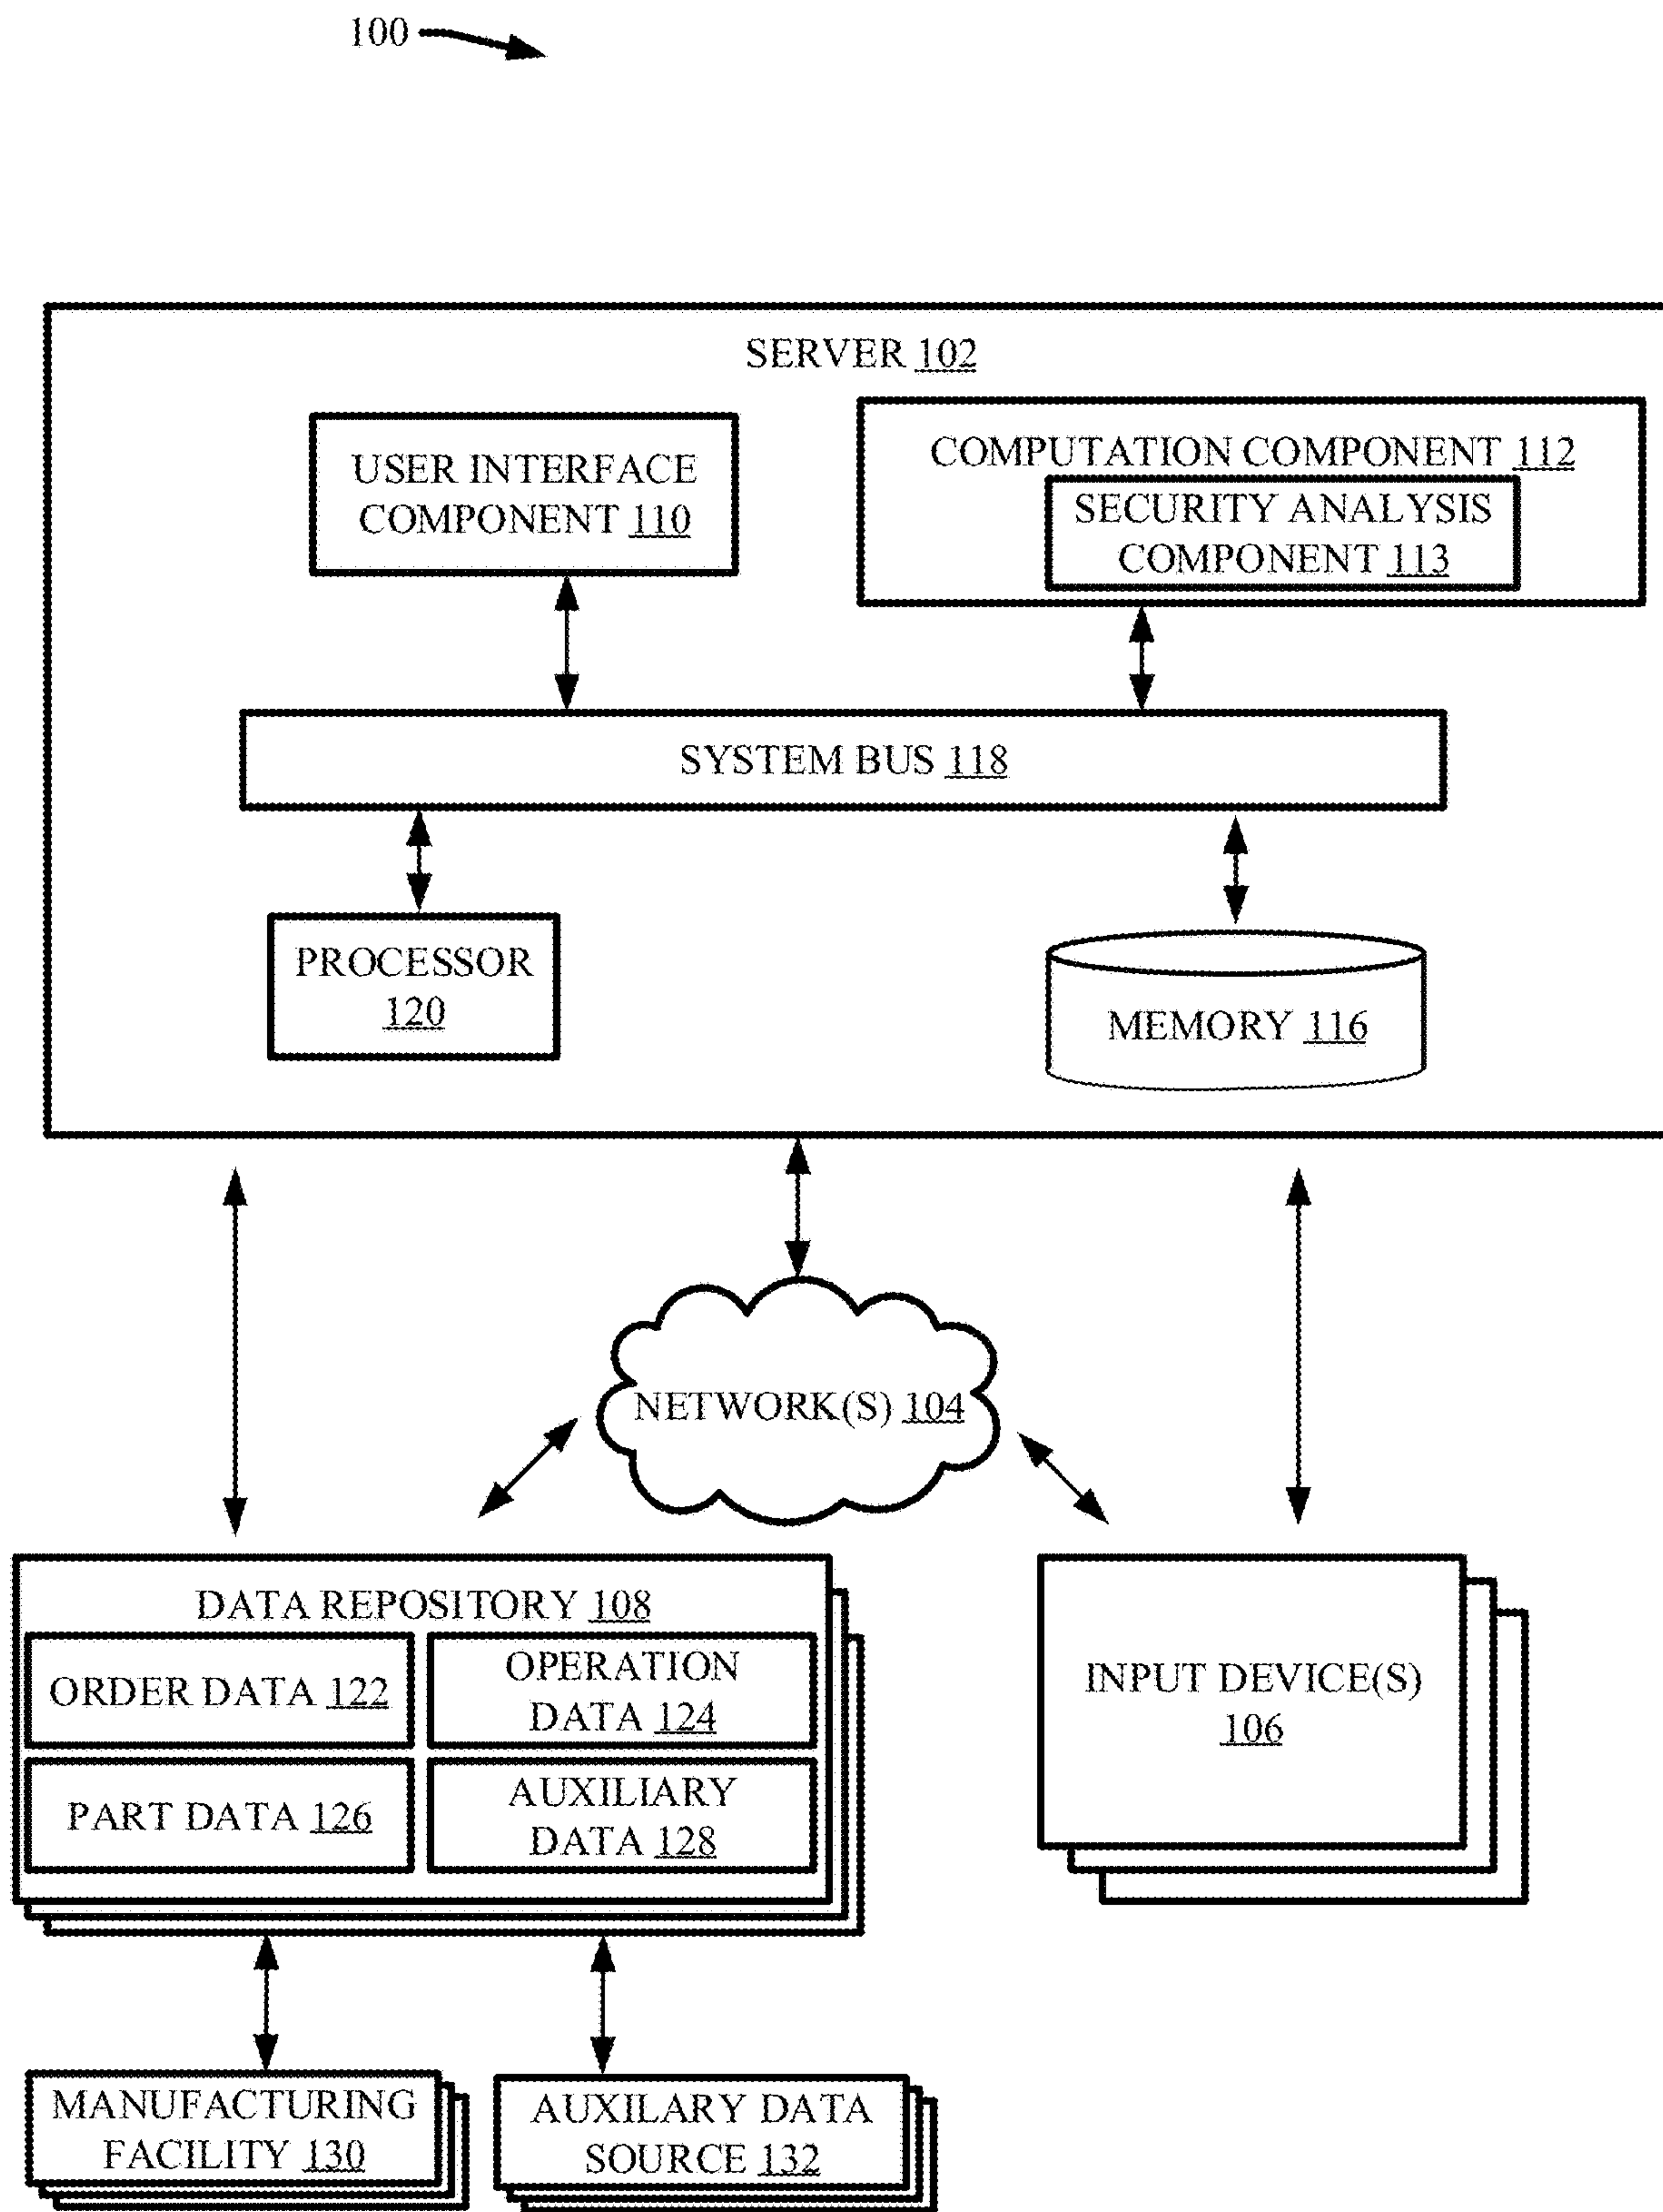 100
SERVER 102
USER INTERFACE
COMPONENT 110
COMPUTATION COMPONENT 112
SECURITY ANALYSIS
COMPONENT 113
SYSTEM BUS 118
PROCESSOR
120
MEMORY 116
NETWORK(S) 104
DATA REPOSITORY 108
ORDER DATA 122
OPERATION
DATA 124
PART DATA 126
AUXILIARY
DATA 128
INPUT DEVICE(S)
106
MANUFACTURING
FACILITY 130
AUXILARY DATA
SOURCE 132